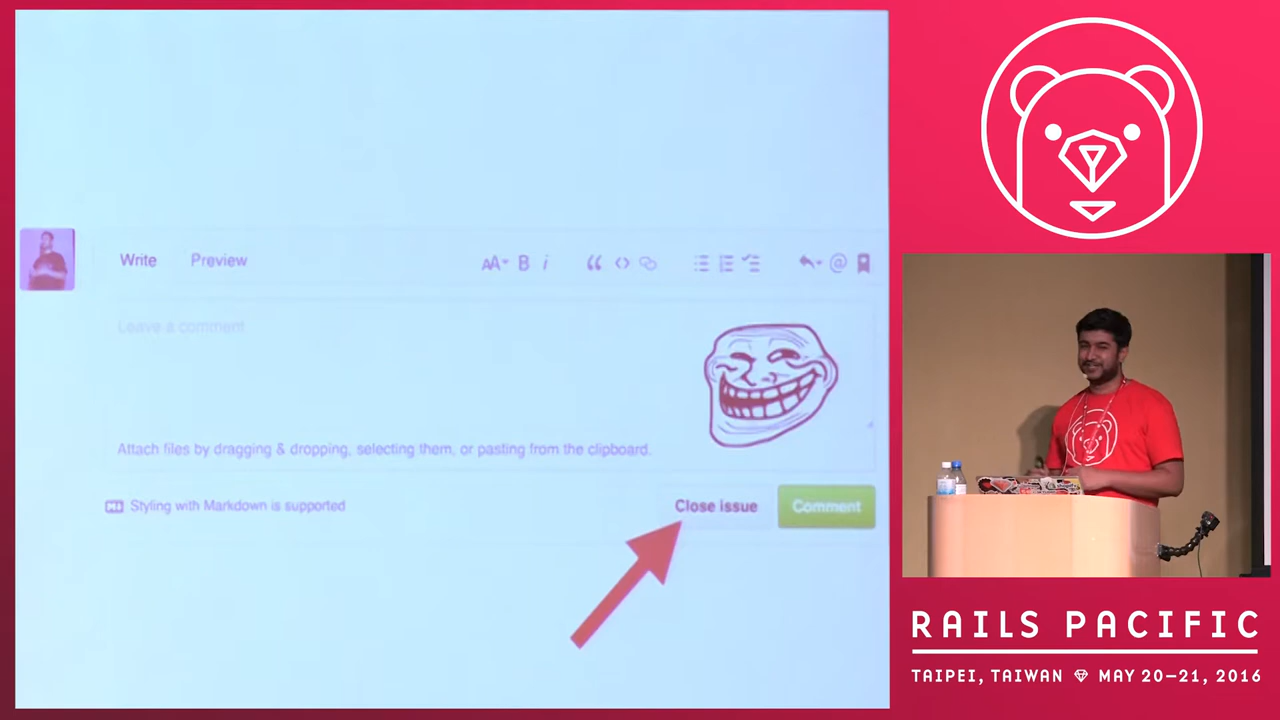 Write Preview AA B i
Leave a comment
Attach files by dragging & dropping, selecting them, or pasting from the clipboard.
Styling with Markdown is supported
Close issue Comment
RAILS PACIFIC
TAIPEI, TAIWAN MAY 20–21, 2016